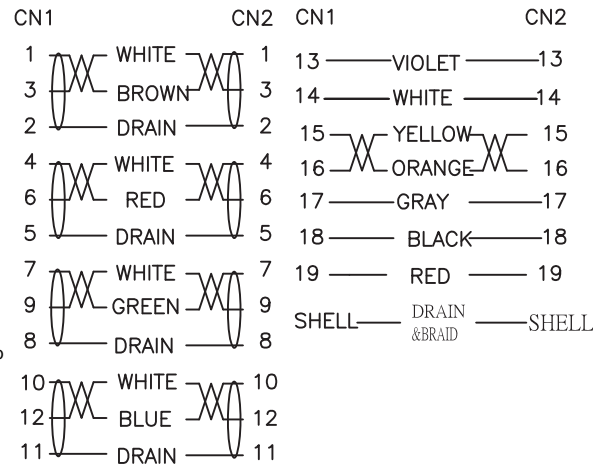 CN1 CN2
1 WHITE 1
3 BROWN 3
2 DRAIN 2
4 WHITE 4
6 RED 6
5 DRAIN 5
7 WHITE 7
9 GREEN 9
8 DRAIN 8
10 WHITE 10
12 BLUE 12
11 DRAIN 11
CN1 CN2
13 VIOLET 13
14 WHITE 14
15 YELLOW 15
16 ORANGE 16
17 GRAY 17
18 BLACK 18
19 RED 19
SHELL DRAIN SHELL
&BRAID